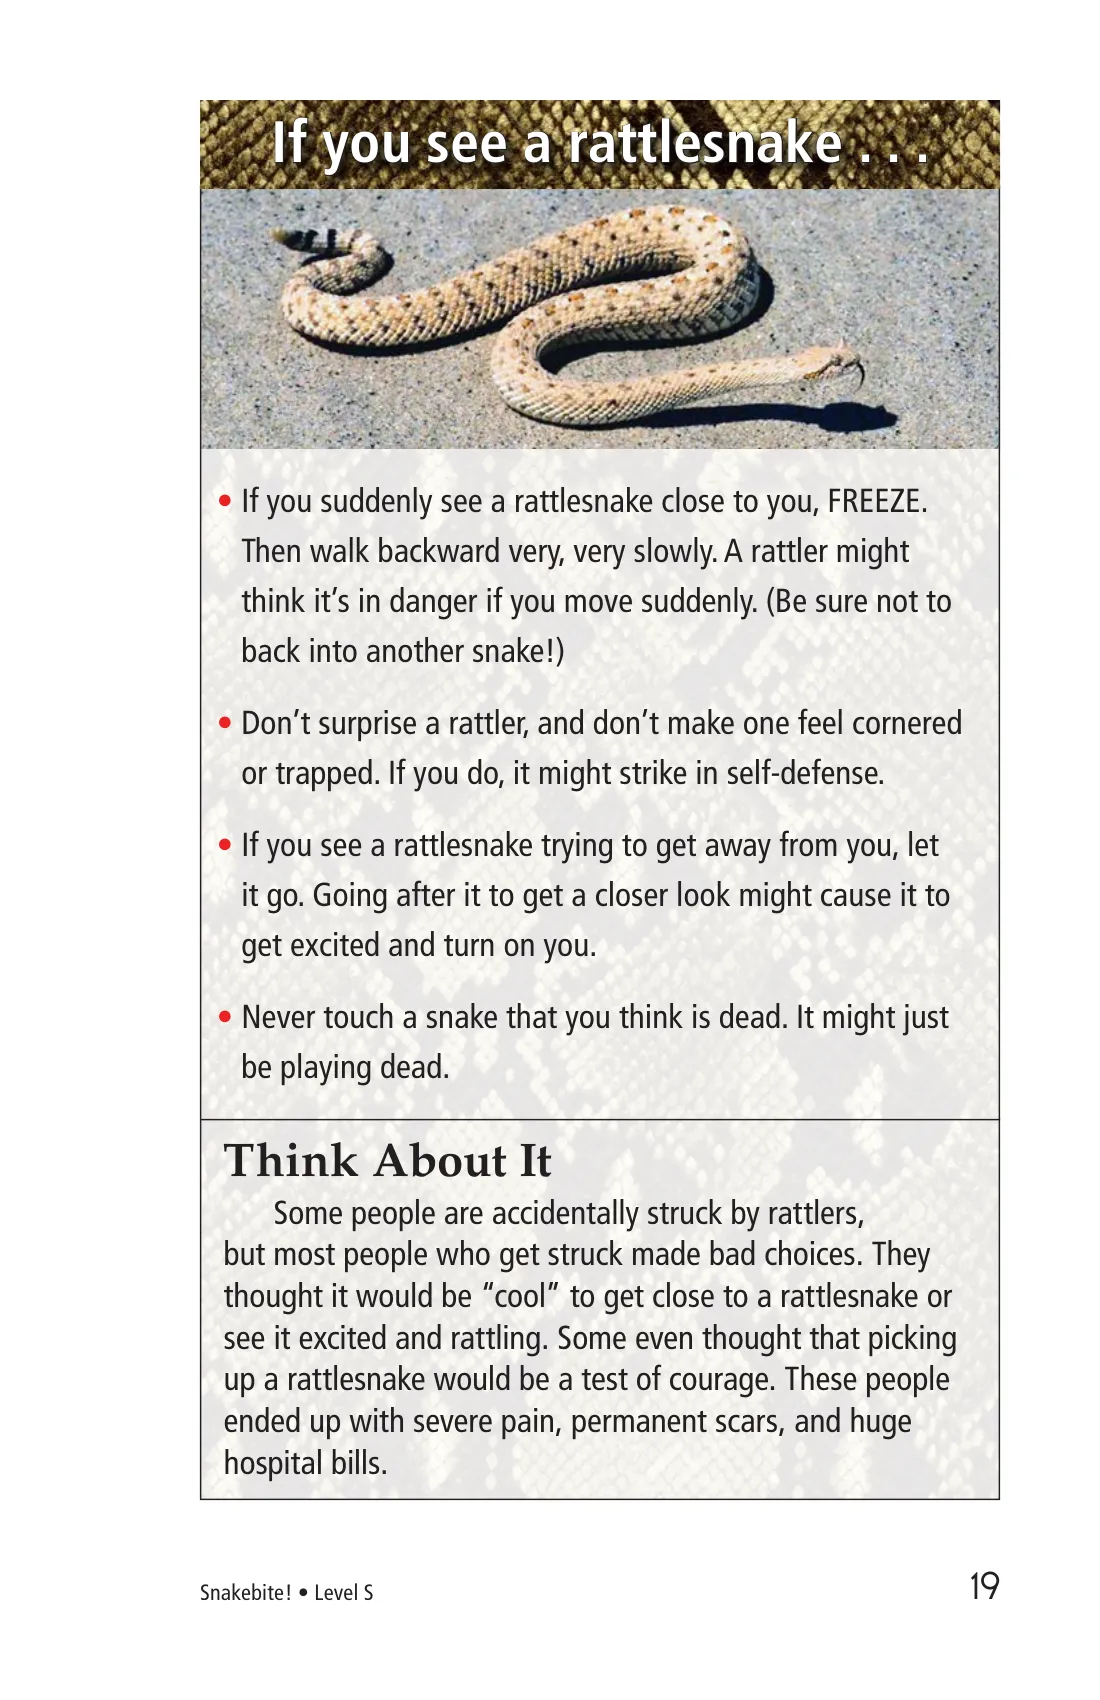 If you see a rattlesnake . . .
• If you suddenly see a rattlesnake close to you, FREEZE.
Then walk backward very, very slowly. A rattler might
think it’s in danger if you move suddenly. (Be sure not to
back into another snake!)
• Don’t surprise a rattler, and don’t make one feel cornered
or trapped. If you do, it might strike in self-defense.
• If you see a rattlesnake trying to get away from you, let
it go. Going after it to get a closer look might cause it to
get excited and turn on you.
• Never touch a snake that you think is dead. It might just
be playing dead.
Think About It
Some people are accidentally struck by rattlers,
but most people who get struck made bad choices. They
thought it would be “cool” to get close to a rattlesnake or
see it excited and rattling. Some even thought that picking
up a rattlesnake would be a test of courage. These people
ended up with severe pain, permanent scars, and huge
hospital bills.
Snakebite! • Level S
19